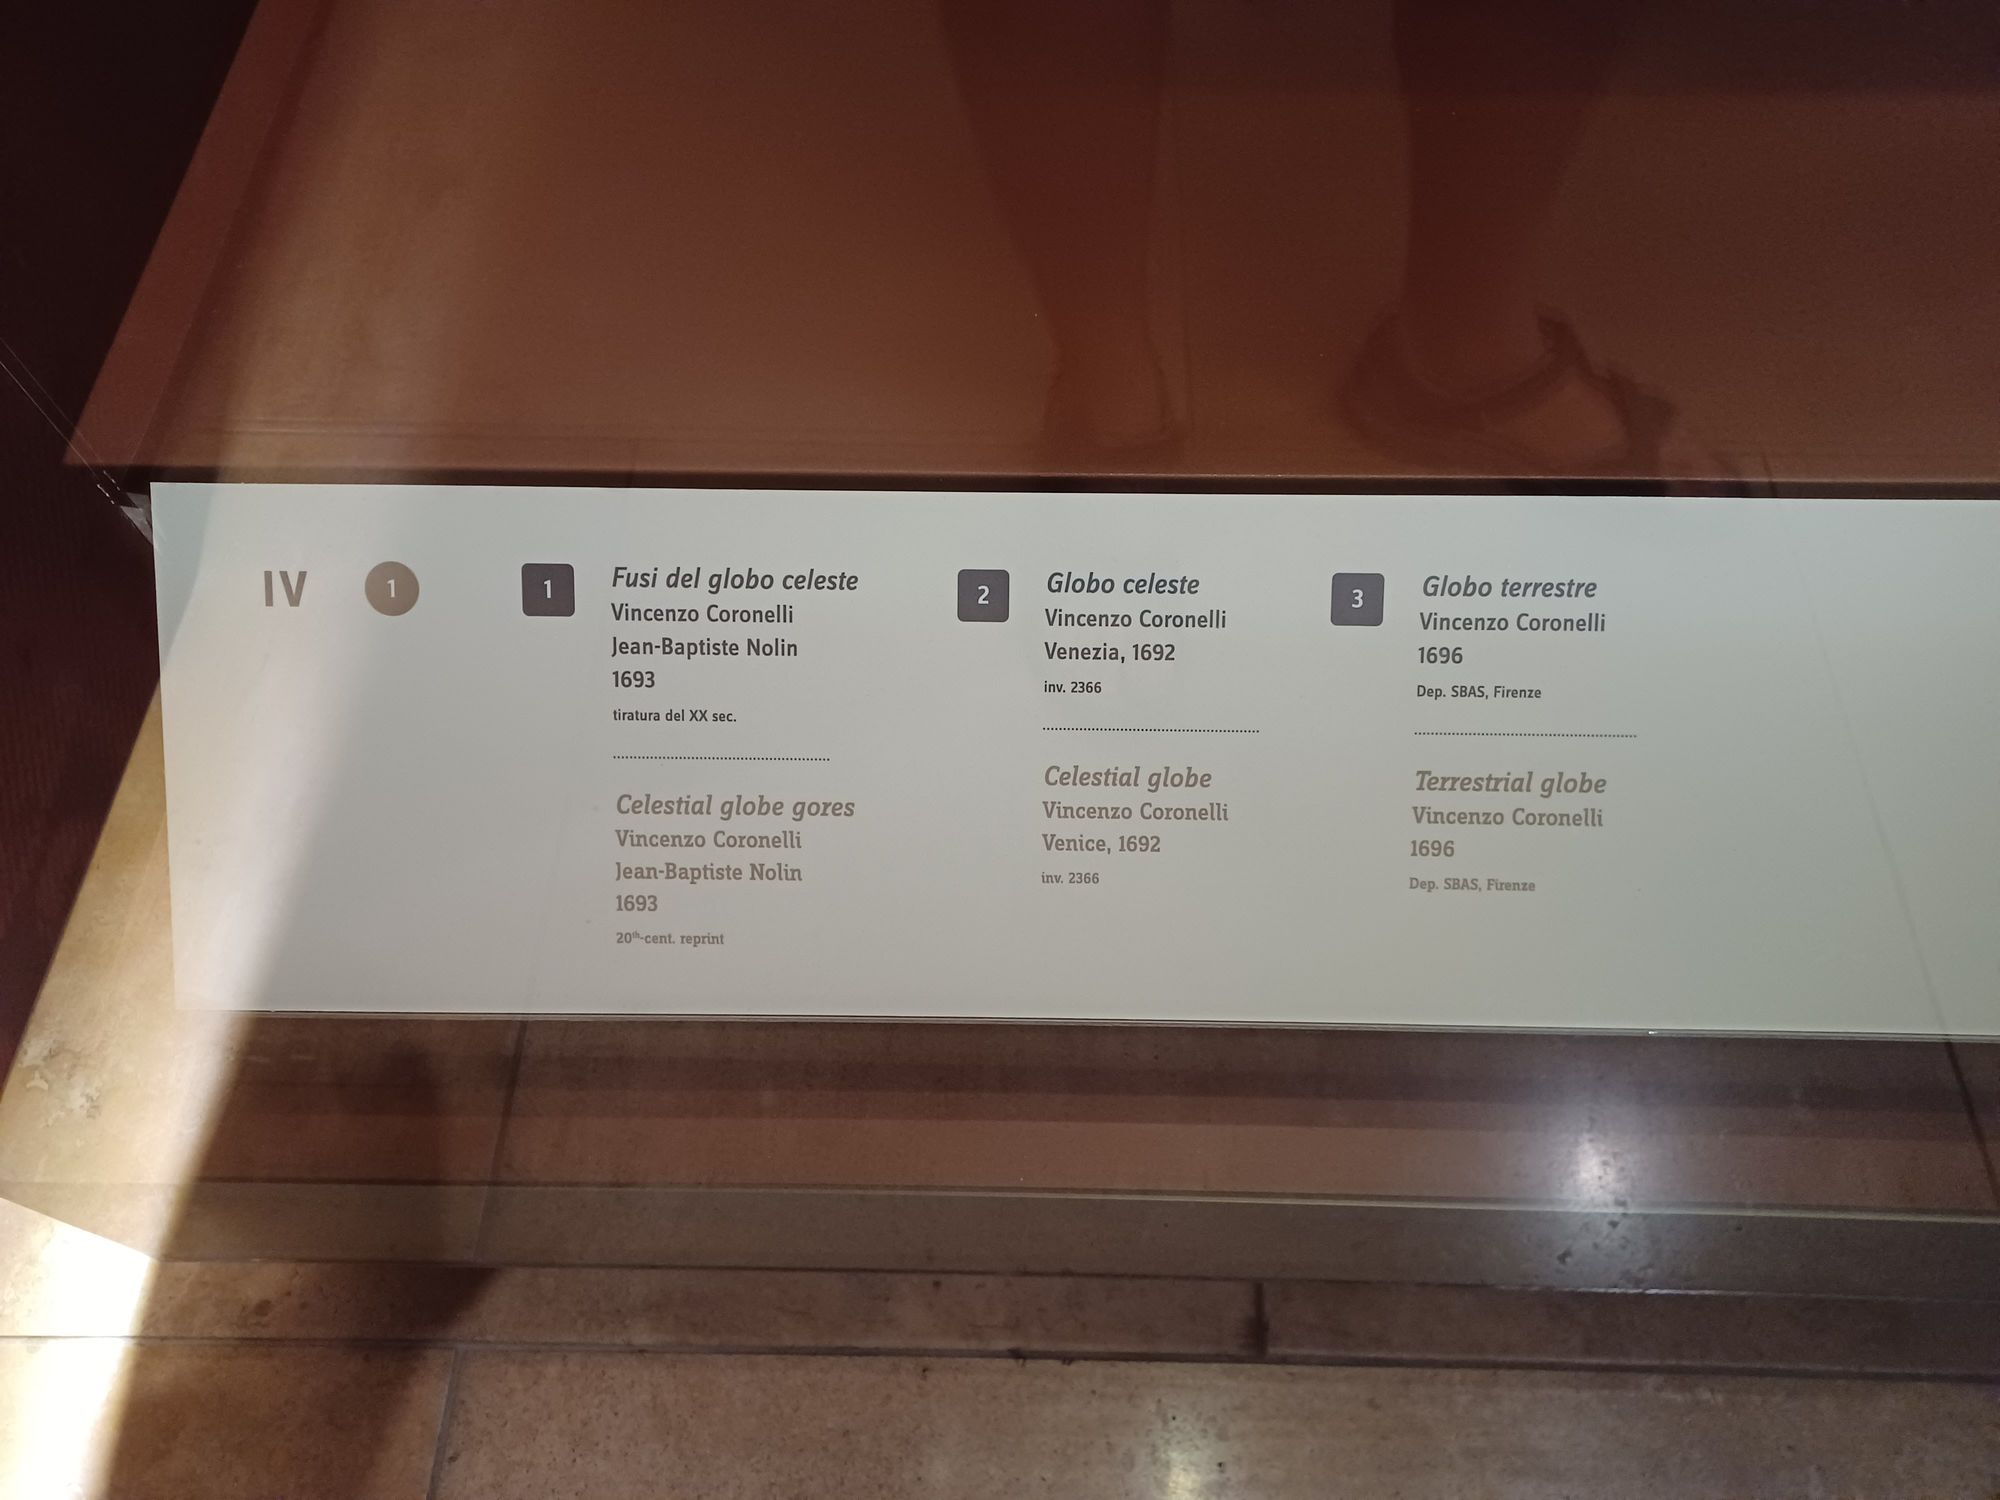 IV 1
1
Fusi del globo celeste
Vincenzo Coronelli
Jean-Baptiste Nolin
1693
tiratura del XX sec.
Celestial globe gores
Vincenzo Coronelli
Jean-Baptiste Nolin
1693
20th-cent. reprint
2
Globo celeste
Vincenzo Coronelli
Venezia, 1692
inv. 2366
Celestial globe
Vincenzo Coronelli
Venice, 1692
inv. 2366
3
Globo terrestre
Vincenzo Coronelli
1696
Dep. SBAS, Firenze
Terrestrial globe
Vincenzo Coronelli
1696
Dep. SBAS, Firenze